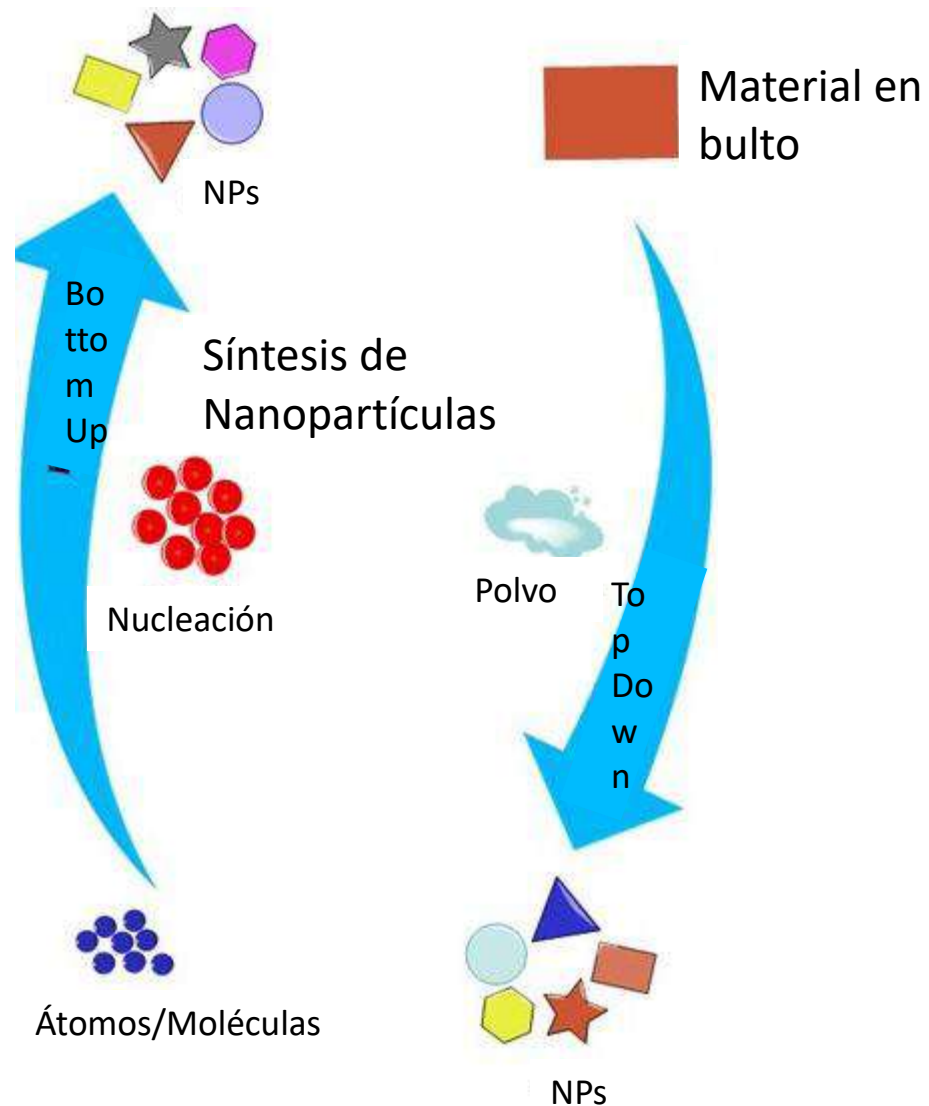 NPs
Bo
tto
m
Up
Síntesis de
Nanopartículas
Nucleación
Átomos/Moléculas
Material en
bulto
Polvo
To
p
Do
w
n
NPs